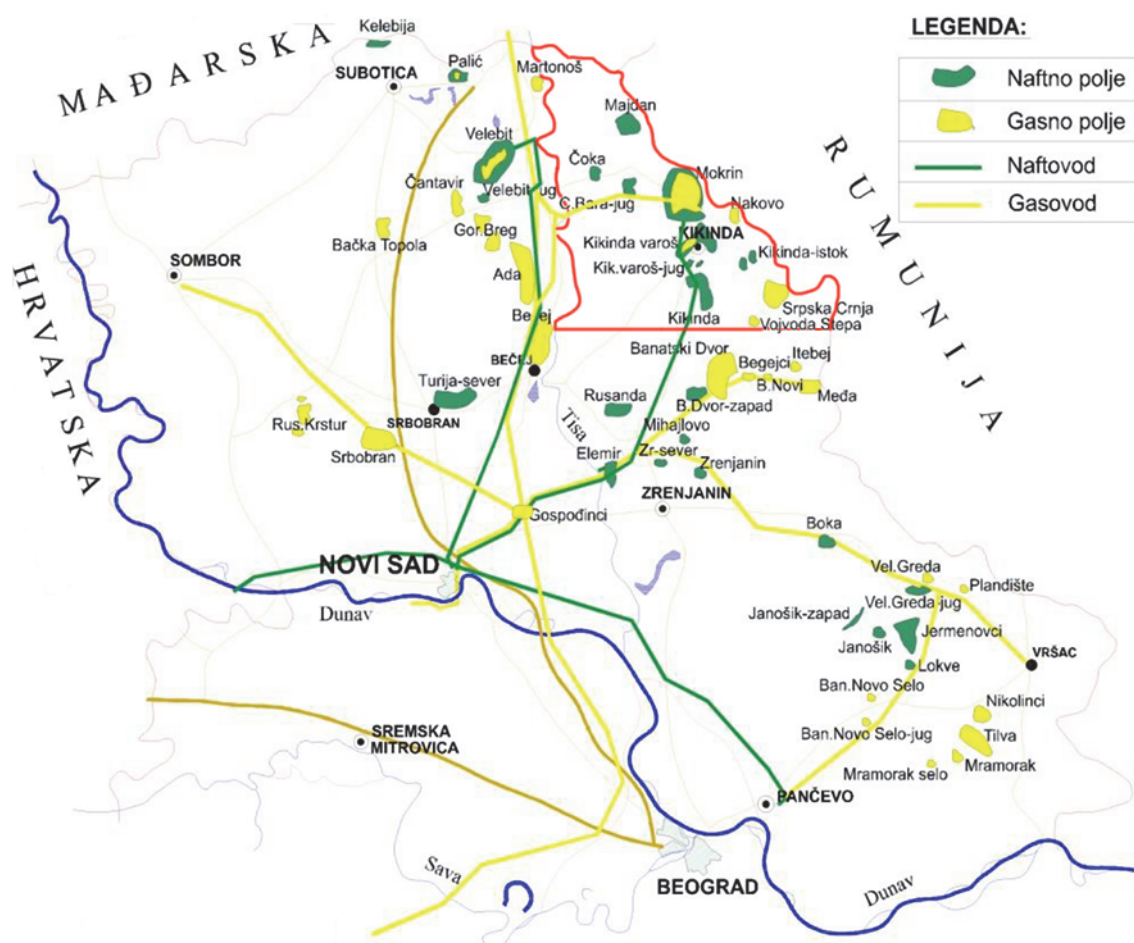 LEGENDA:
Naftno polje
Gasno polje
Naftovod
Gasovod
MAĐARSKA
HRVATSKA
RUMUNIJA
Kelebija
Palić
SUBOTICA
Martonoš
Majdan
Velebit
Čoka
Mokrin
Čantavir
Velebit jug
Č.Bara-jug
Nakovo
Bačka Topola
Gor.Breg
Kikinda varoš
KIKINDA
Kikinda-istok
SOMBOR
Ada
Kik.varoš-jug
Srpska Crnja
Bečej
Kikinda
Vojvoda Stepa
Banatski Dvor
BEČEJ
Begejci
Itebej
Turija-sever
Rusanda
B.Novi
Međa
B.Dvor-zapad
SRBOBRAN
Tisa
Mihajlovo
Rus.Krstur
Srbobran
Elemir
Zr-sever
Zrenjanin
ZRENJANIN
Gospođinci
Boka
NOVI SAD
Vel.Greda
Plandište
Dunav
Vel.Greda-jug
Janošik-zapad
Jermenovci
Janošik
VRŠAC
Lokve
Ban.Novo Selo
Nikolinci
Ban.Novo Selo-jug
Tilva
SREMSKA
MITROVICA
Mramorak
Mramorak selo
PANČEVO
Sava
BEOGRAD
Dunav